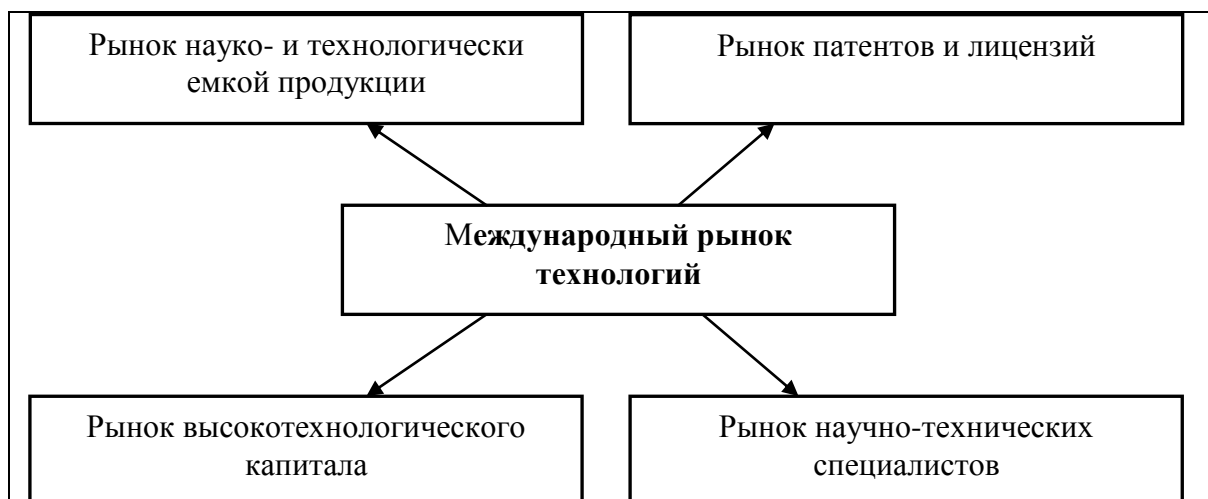 Рынок науко- и технологически
емкой продукции
Рынок патентов и лицензий
Международный рынок
технологий
Рынок высокотехнологического
капитала
Рынок научно-технических
специалистов